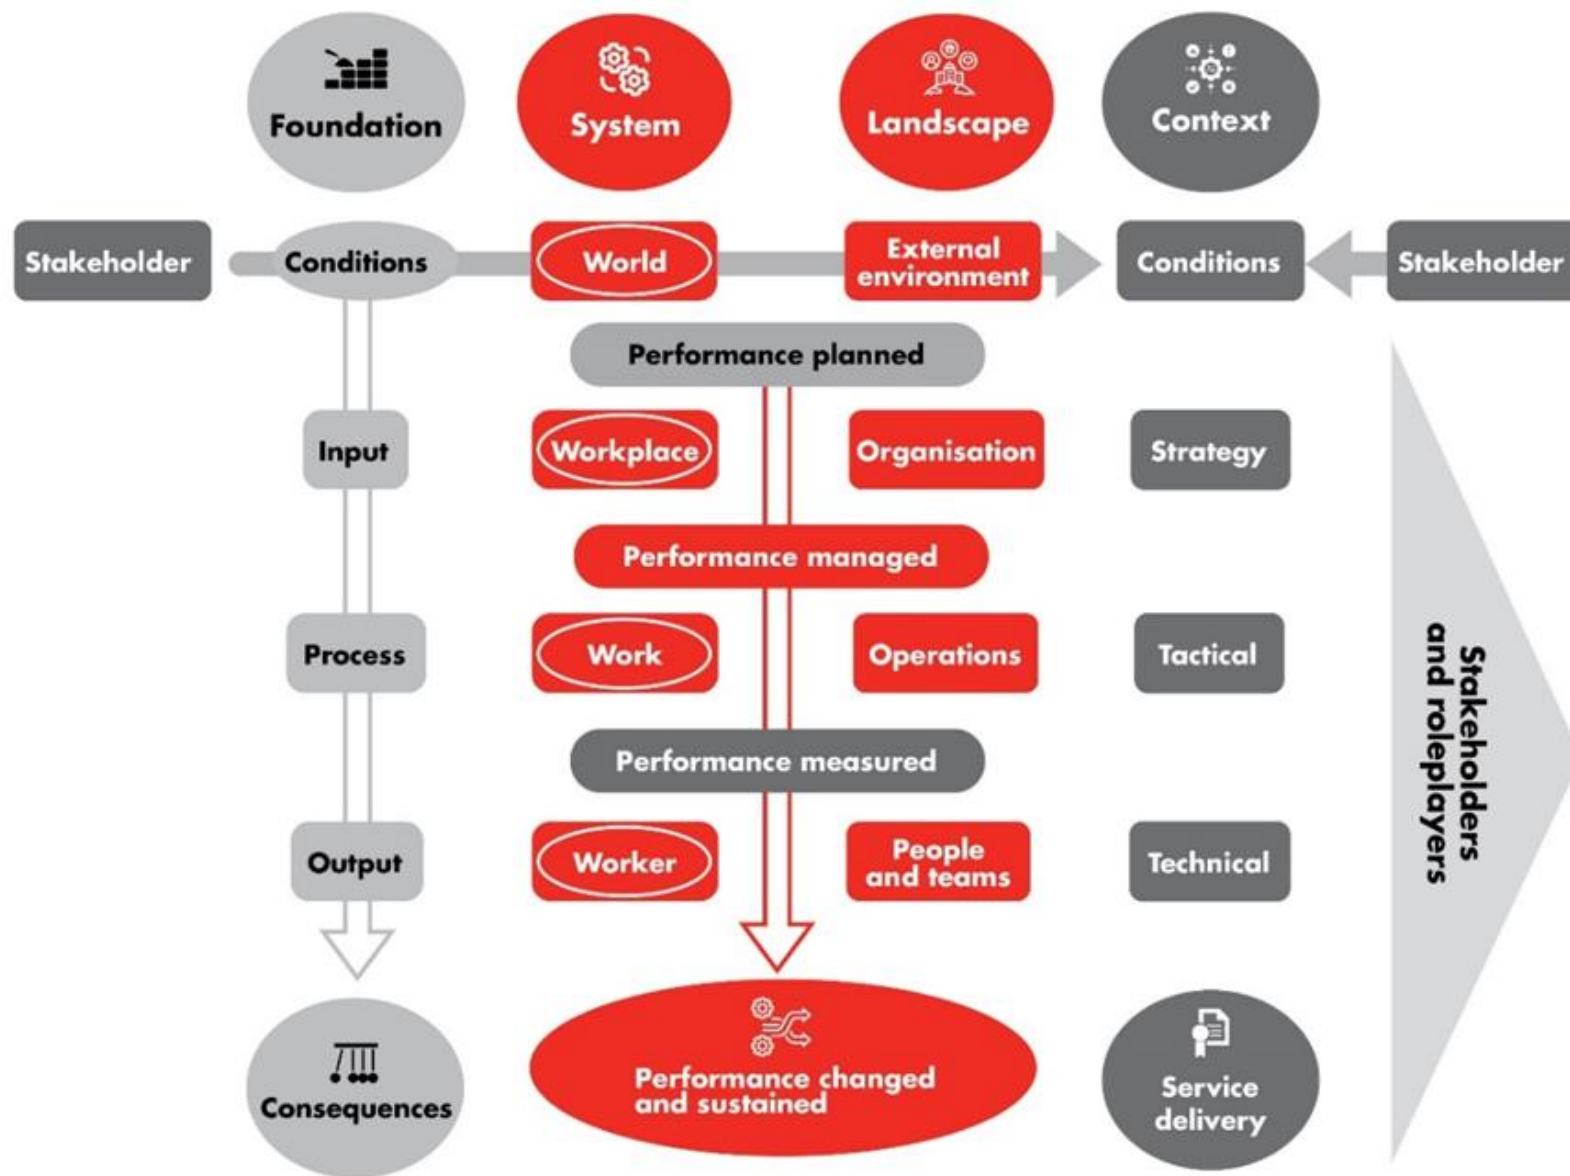 Foundation
System
Landscape
Context
Stakeholder
Conditions
World
External
environment
Conditions
Stakeholder
Performance planned
Input
Workplace
Organisation
Strategy
Performance managed
Process
Work
Operations
Tactical
Performance measured
Output
Worker
People
and teams
Technical
Stakeholders
and roleplayers
Consequences
Performance changed
and sustained
Service
delivery